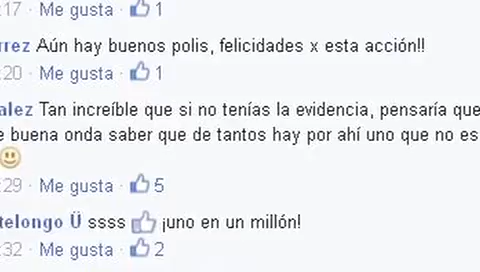 :17 · Me gusta · 1
rrez Aún hay buenos polis, felicidades x esta acción!!
:20 · Me gusta · 1
alez Tan increíble que si no tenías la evidencia, pensaría que
e buena onda saber que de tantos hay por ahí uno que no es
:29 · Me gusta · 5
telongo Ü ssss ¡uno en un millón!
:32 · Me gusta · 2